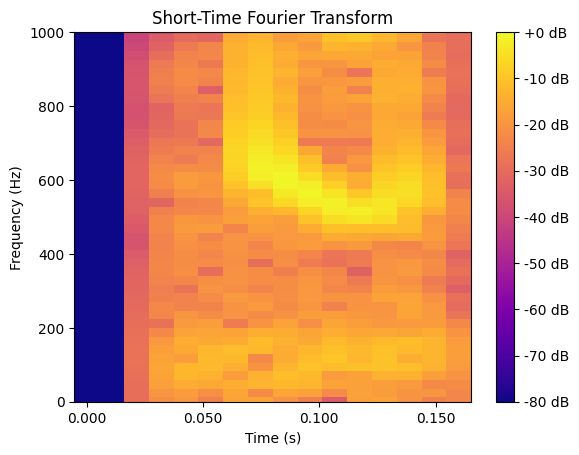 Short-Time Fourier Transform
1000
800
600
400
200
0
Frequency (Hz)
0.000
0.050
0.100
0.150
Time (s)
+0 dB
-10 dB
-20 dB
-30 dB
-40 dB
-50 dB
-60 dB
-70 dB
-80 dB